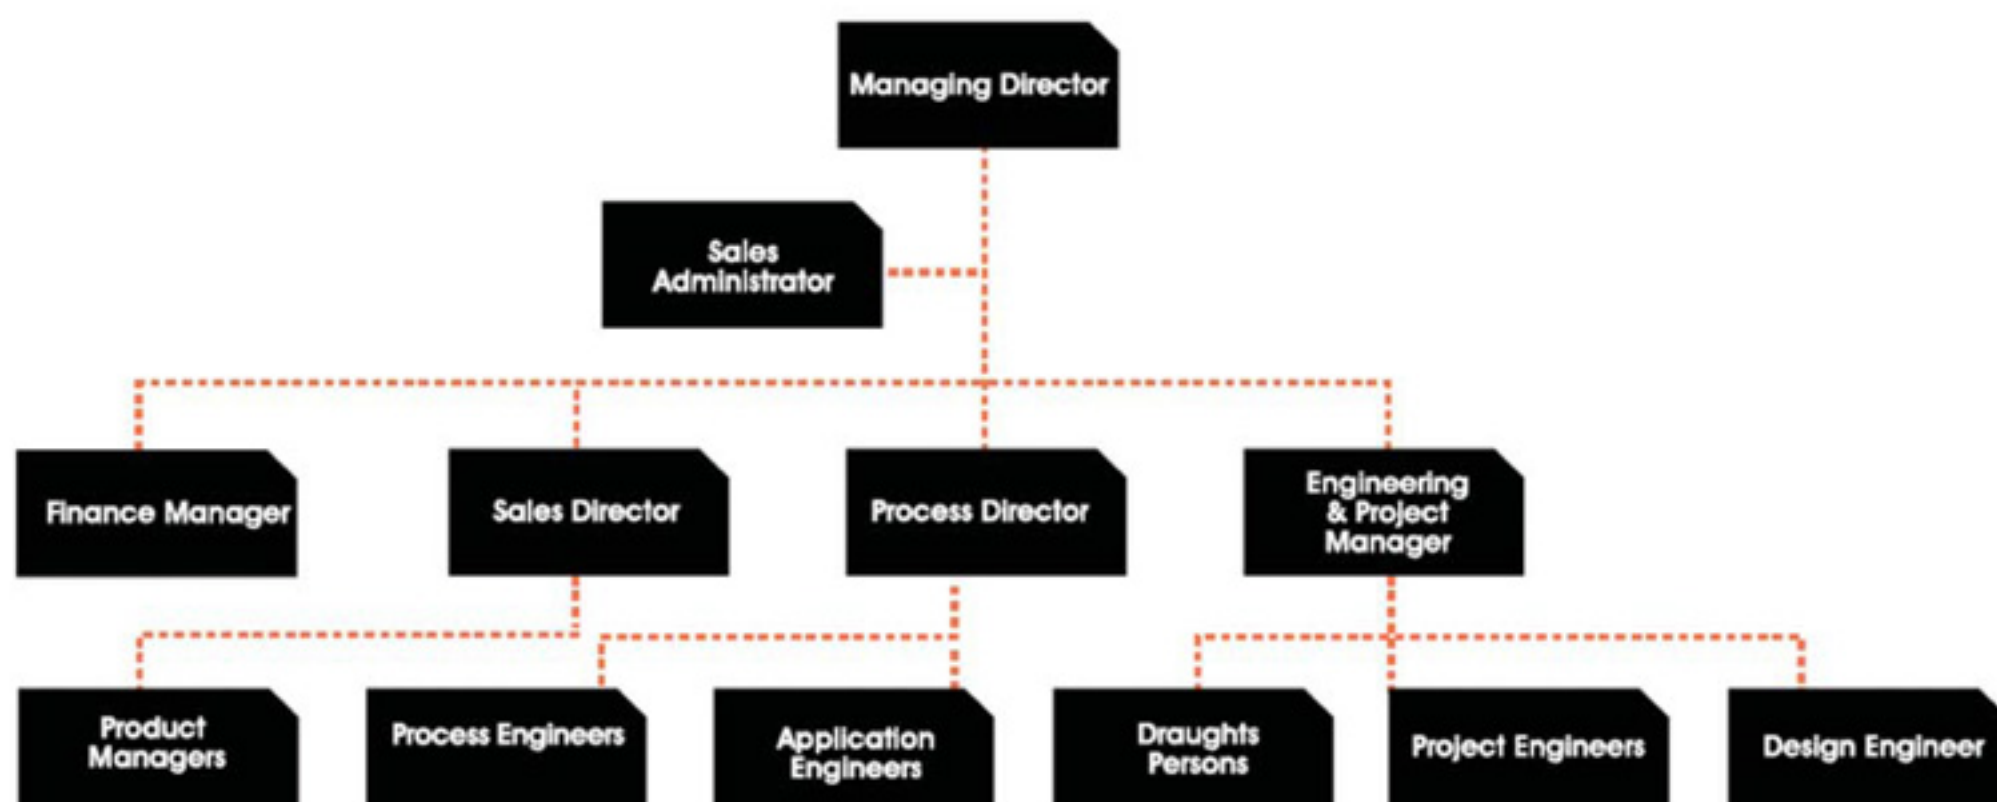 Managing Director
Sales
Administrator
Finance Manager
Sales Director
Process Director
Engineering
& Project
Manager
Product
Managers
Process Engineers
Application
Engineers
Draughts
Persons
Project Engineers
Design Engineer